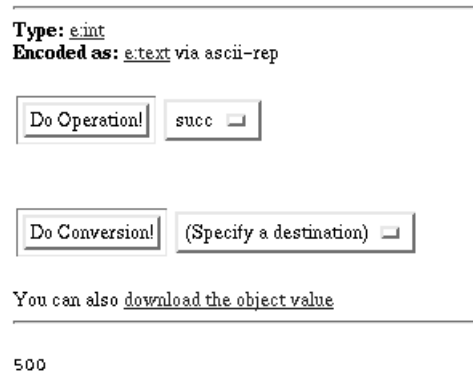 Type: e:int
Encoded as: e:text via ascii-rep
Do Operation! succ
Do Conversion! (Specify a destination)
You can also download the object value
500